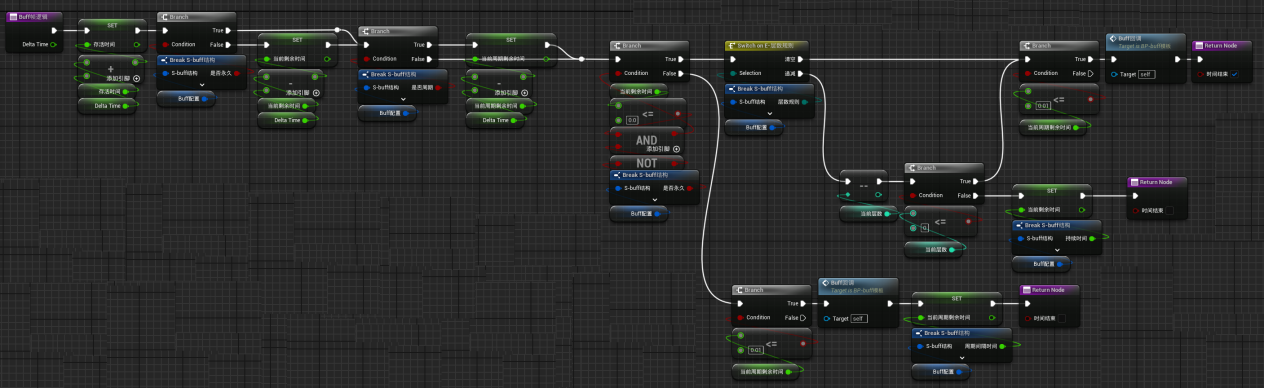 Buff帧逻辑
Delta Time
SET
存活时间
+
添加引脚
存活时间
Delta Time
Branch
True
Condition
False
Break S-buff结构
S-buff结构
是否永久
Buff配置
SET
当前剩余时间
-
添加引脚
当前剩余时间
Delta Time
Branch
True
Condition
False
Break S-buff结构
S-buff结构
是否周期
Buff配置
SET
当前周期剩余时间
-
添加引脚
当前周期剩余时间
Delta Time
Branch
True
Condition
False
当前剩余时间
<=
0.0
AND
添加引脚
NOT
Break S-buff结构
S-buff结构
是否永久
Buff配置
Switch on E-层数规则
清空
Selection
递减
Break S-buff结构
S-buff结构
层数规则
Buff配置
--
当前层数
Branch
True
Condition
False
<=
0
当前层数
Branch
True
Condition
False
<=
0.01
当前周期剩余时间
Buff回调
Target is BP-buff模板
Target
self
Return Node
时间结束
SET
当前剩余时间
Break S-buff结构
S-buff结构
持续时间
Buff配置
Return Node
时间结束
Branch
True
Condition
False
<=
0.01
当前周期剩余时间
Buff回调
Target is BP-buff模板
Target
self
SET
当前周期剩余时间
Break S-buff结构
S-buff结构
周期间隔时间
Buff配置
Return Node
时间结束